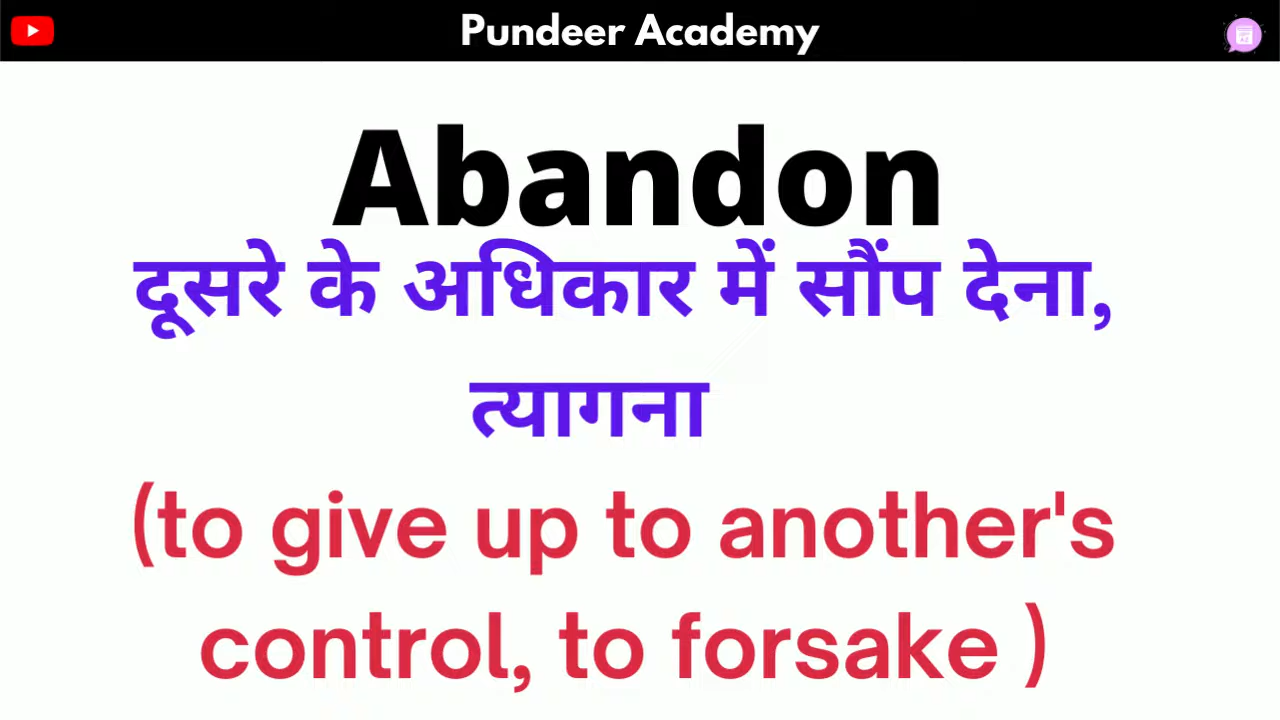 Pundeer Academy
Abandon
दूसरे के अधिकार में सौंप देना,
त्यागना
(to give up to another's
control, to forsake )